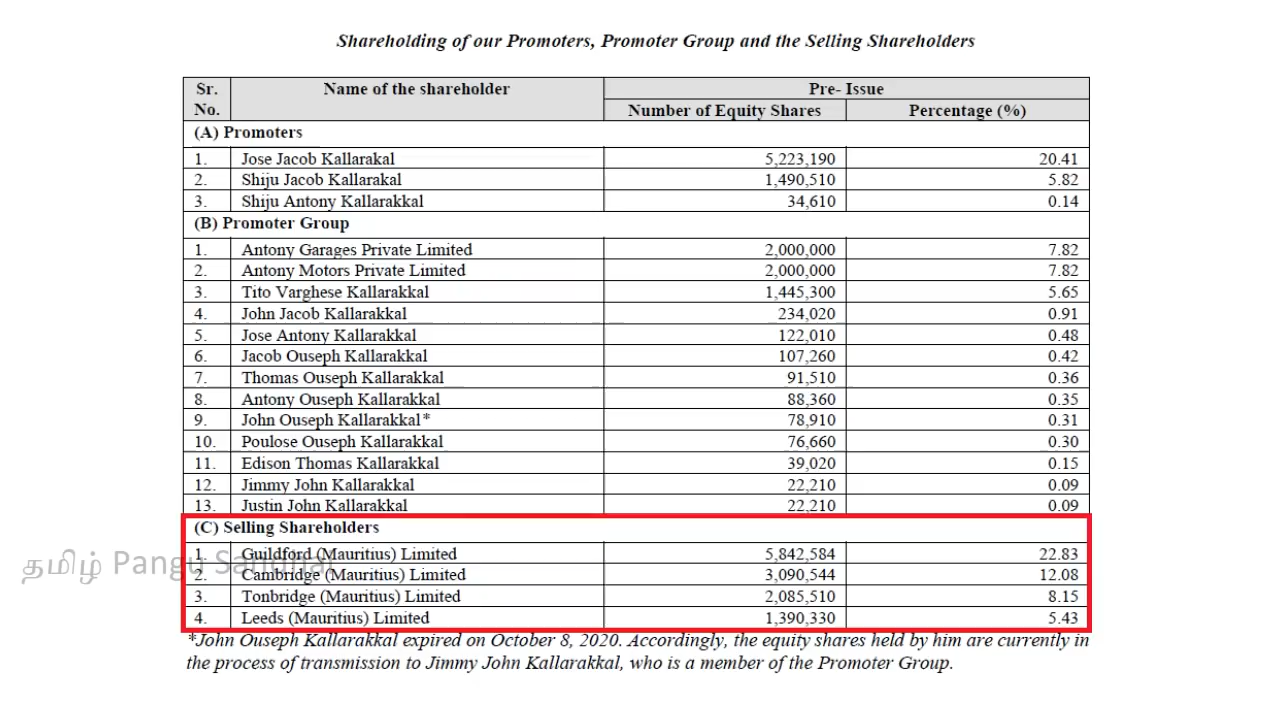 Shareholding of our Promoters, Promoter Group and the Selling Shareholders
Sr. No. Name of the shareholder Pre- Issue
Number of Equity Shares Percentage (%)
(A) Promoters
1. Jose Jacob Kallarakal 5,223,190 20.41
2. Shiju Jacob Kallarakal 1,490,510 5.82
3. Shiju Antony Kallarakkal 34,610 0.14
(B) Promoter Group
1. Antony Garages Private Limited 2,000,000 7.82
2. Antony Motors Private Limited 2,000,000 7.82
3. Tito Varghese Kallarakkal 1,445,300 5.65
4. John Jacob Kallarakkal 234,020 0.91
5. Jose Antony Kallarakkal 122,010 0.48
6. Jacob Ouseph Kallarakkal 107,260 0.42
7. Thomas Ouseph Kallarakkal 91,510 0.36
8. Antony Ouseph Kallarakkal 88,360 0.35
9. John Ouseph Kallarakkal* 78,910 0.31
10. Poulose Ouseph Kallarakkal 76,660 0.30
11. Edison Thomas Kallarakkal 39,020 0.15
12. Jimmy John Kallarakkal 22,210 0.09
13. Justin John Kallarakkal 22,210 0.09
(C) Selling Shareholders
1. Guildford (Mauritius) Limited 5,842,584 22.83
தமிழ் Pangu Sandhai
2. Cambridge (Mauritius) Limited 3,090,544 12.08
3. Tonbridge (Mauritius) Limited 2,085,510 8.15
4. Leeds (Mauritius) Limited 1,390,330 5.43
*John Ouseph Kallarakkal expired on October 8, 2020. Accordingly, the equity shares held by him are currently in
the process of transmission to Jimmy John Kallarakkal, who is a member of the Promoter Group.